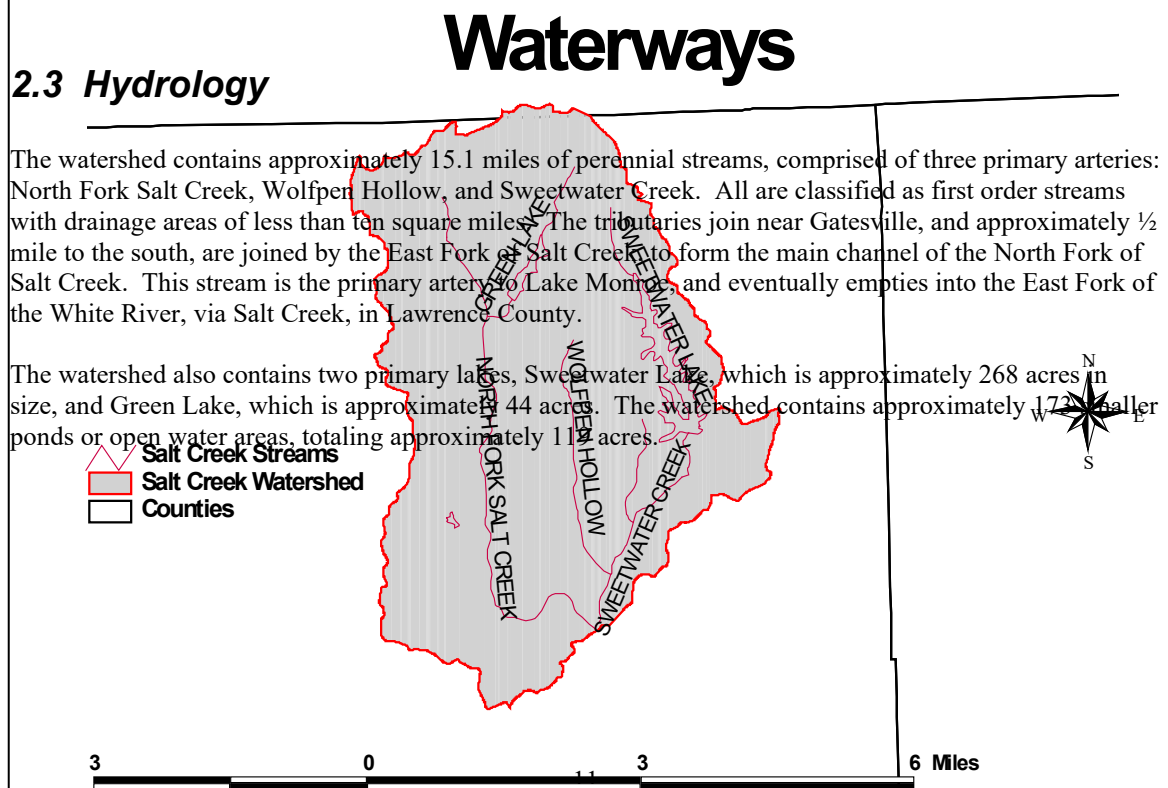 Waterways
2.3 Hydrology
The watershed contains approximately 15.1 miles of perennial streams, comprised of three primary arteries:
North Fork Salt Creek, Wolfpen Hollow, and Sweetwater Creek. All are classified as first order streams
with drainage areas of less than ten square miles. The tributaries join near Gatesville, and approximately ½
mile to the south, are joined by the East Fork of Salt Creek to form the main channel of the North Fork of
Salt Creek. This stream is the primary artery to Lake Monroe, and eventually empties into the East Fork of
the White River, via Salt Creek, in Lawrence County.
The watershed also contains two primary lakes, Sweetwater Lake, which is approximately 268 acres in
size, and Green Lake, which is approximately 44 acres. The watershed contains approximately 173 smaller
ponds or open water areas, totaling approximately acres.
GREEN LAKE
SWEETWATER LAKE
NORTH FORK SALT CREEK
WOLFPEN HOLLOW
SWEETWATER CREEK
N
W E
S
Salt Creek Streams
Salt Creek Watershed
Counties
3 0 3 6 Miles
11